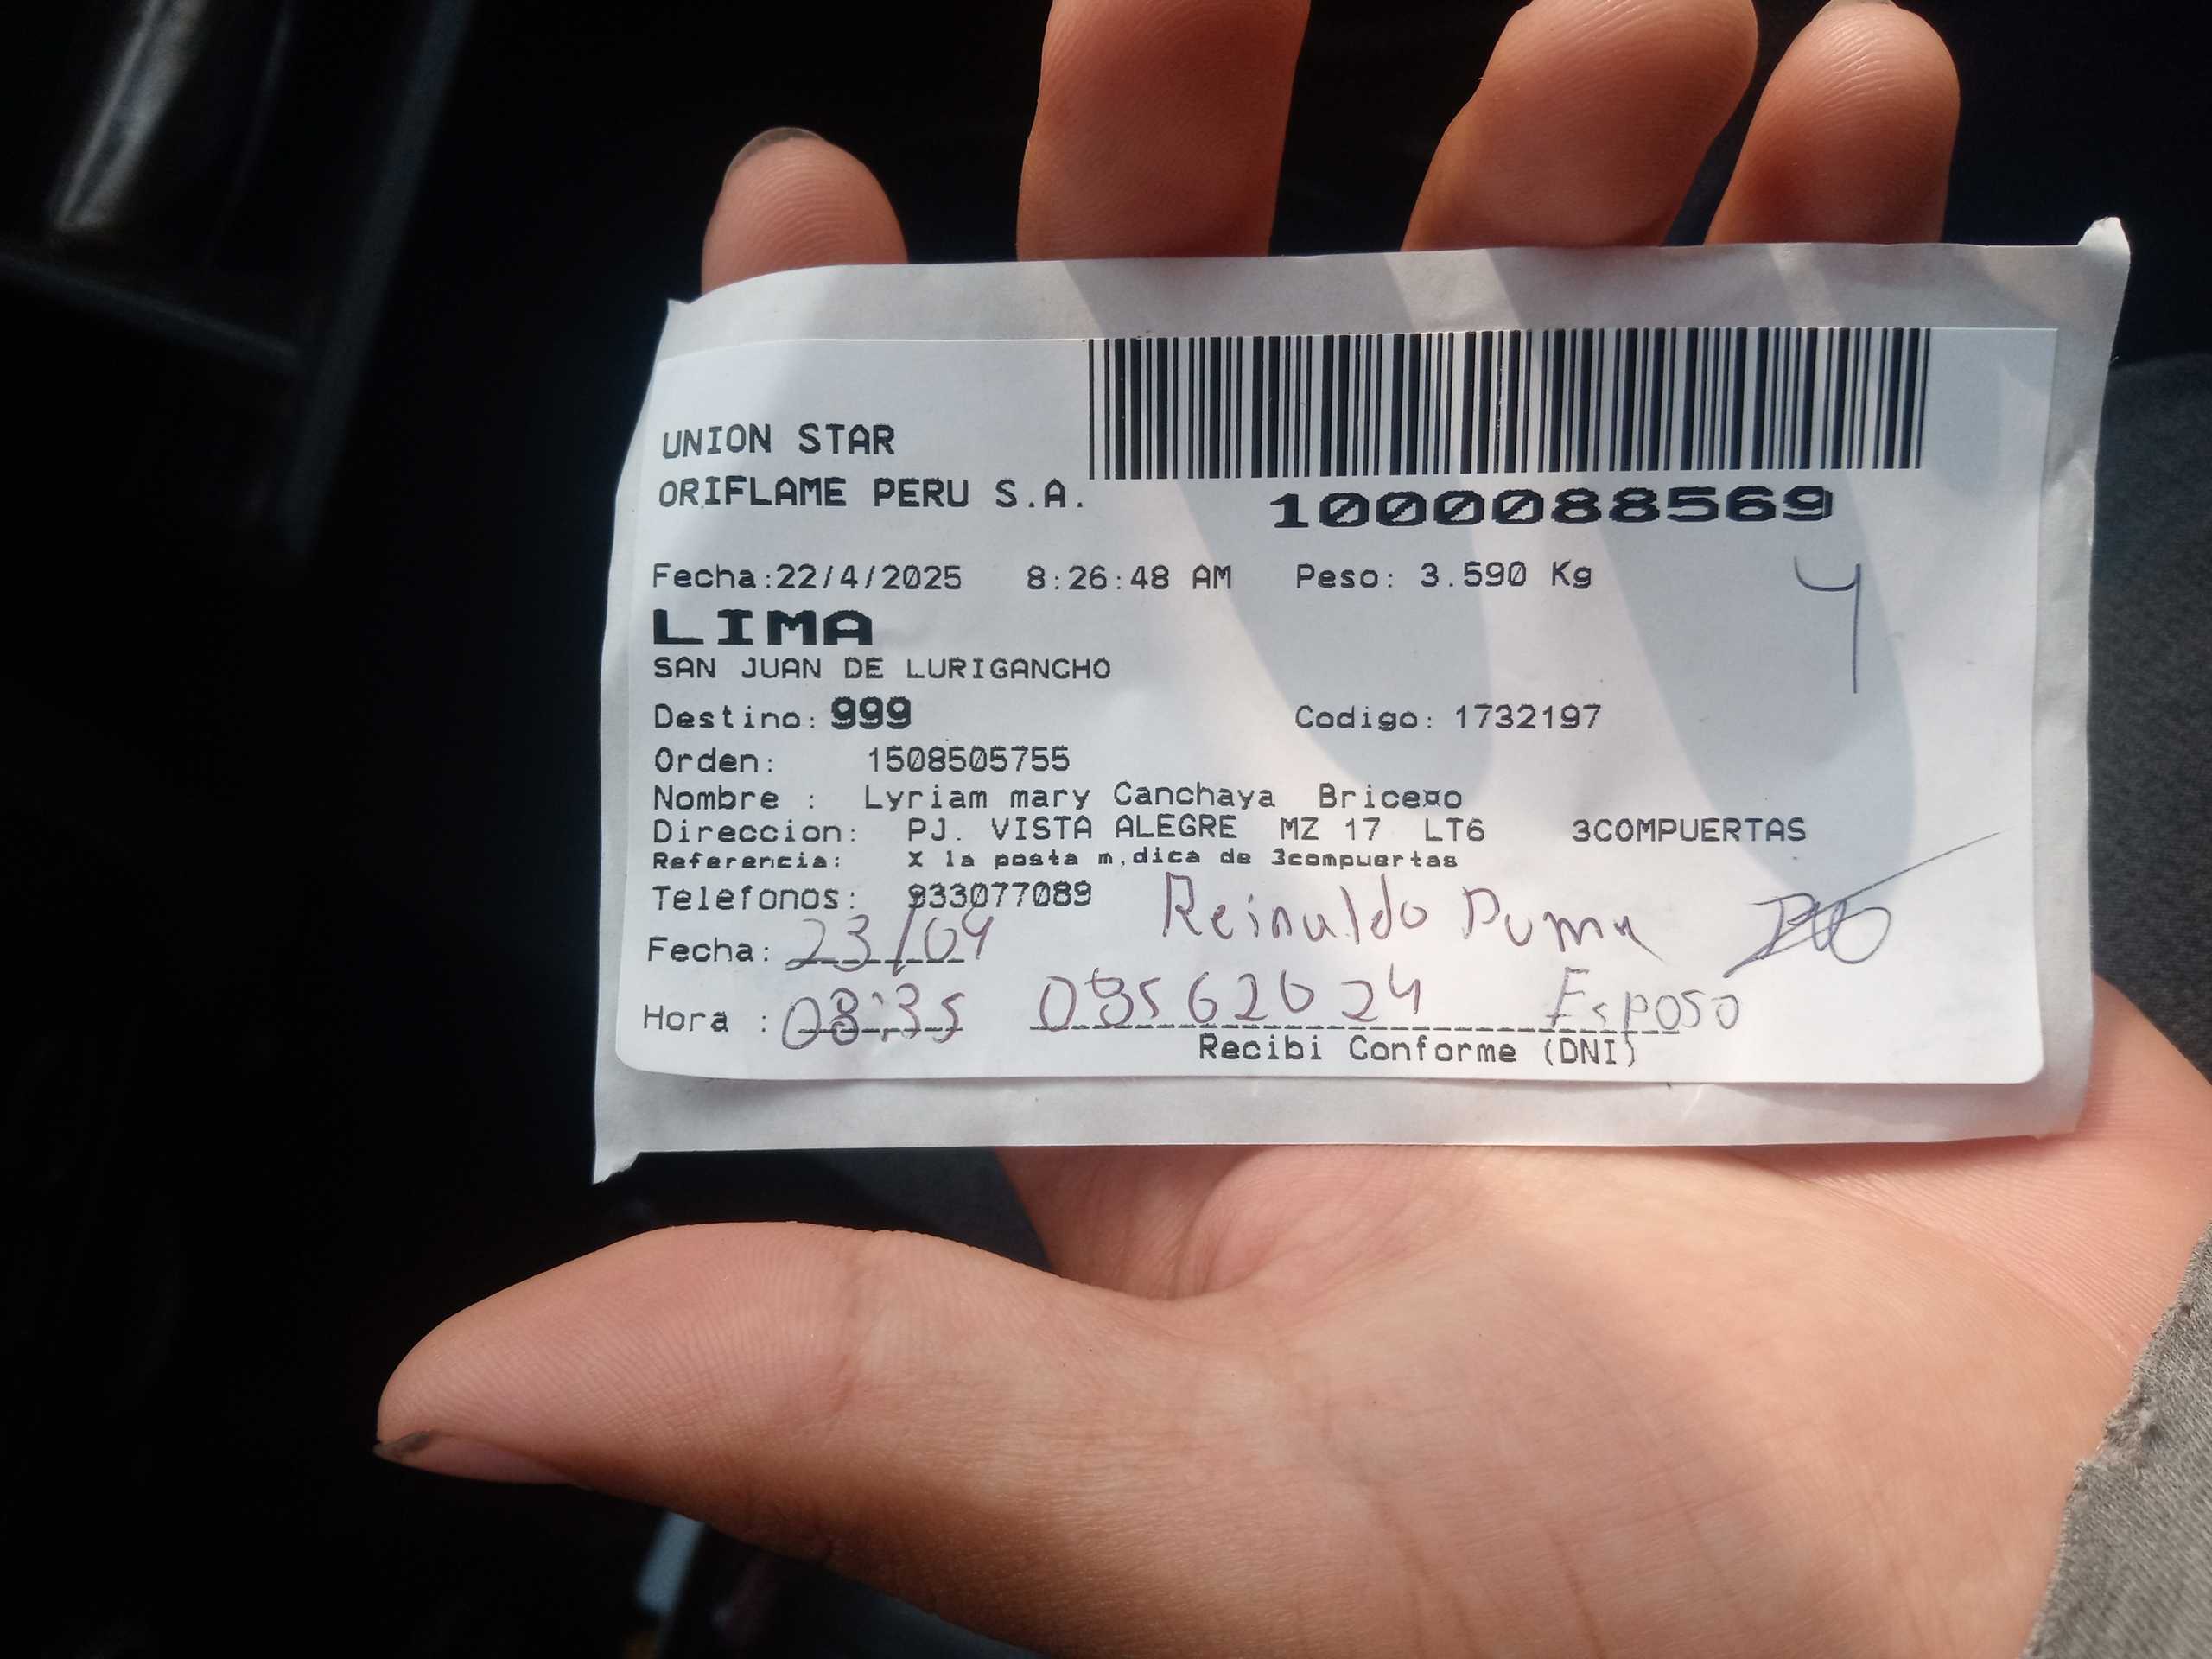 UNION STAR
ORIFLAME PERU S.A.
1000088569
Fecha:22/4/2025 8:26:48 AM Peso: 3.590 Kg
4
LIMA
SAN JUAN DE LURIGANCHO
Destino: 999 Codigo: 1732197
Orden: 1508505755
Nombre : Lyriam mary Canchaya Brice¤o
Direccion: PJ. VISTA ALEGRE MZ 17 LT6 3COMPUERTAS
Referencia: X la posta m,dica de 3compuertas
Telefonos: 933077089
Reinaldo Puma
Fecha: 23/04
Hora : 08:35 09562624 Esposo
Recibi Conforme (DNI)